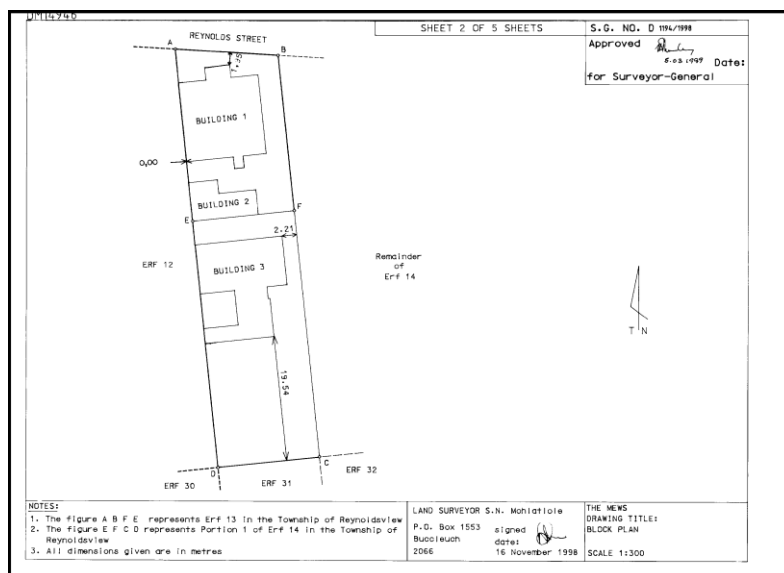 DM14946
SHEET 2 OF 5 SHEETS
S.G. NO. D 1194/1998
Approved
5.03.1999 Date:
for Surveyor-General
REYNOLDS STREET
A
B
BUILDING 1
0,00
BUILDING 2
E
F
2.21
ERF 12
BUILDING 3
Remainder
of
Erf 14
T N
19.54
D
C
ERF 30
ERF 31
ERF 32
NOTES:
1. The figure A B F E represents Erf 13 in the Township of Reynoldsview
2. The figure E F C D represents Portion 1 of Erf 14 in the Township of
Reynoldsview
3. All dimensions given are in metres
LAND SURVEYOR S.N. Mohlatlole
P.O. Box 1553
Buccleuch
2066
signed
date:
16 November 1998
THE MEWS
DRAWING TITLE:
BLOCK PLAN
SCALE 1:300